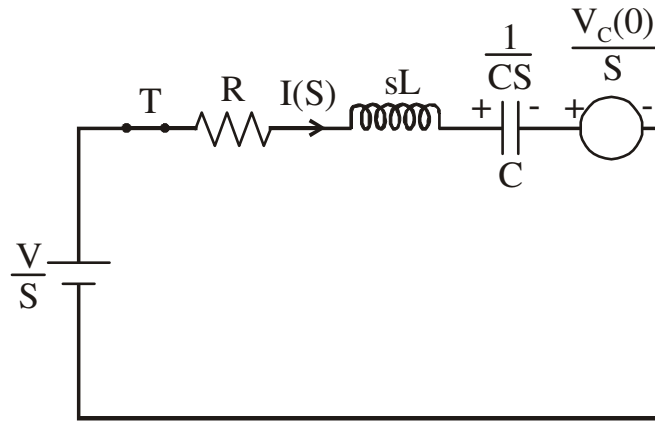 T
R
I(S)
sL
1
CS
+ -
C
V_C(0)
S
+ -
V
S